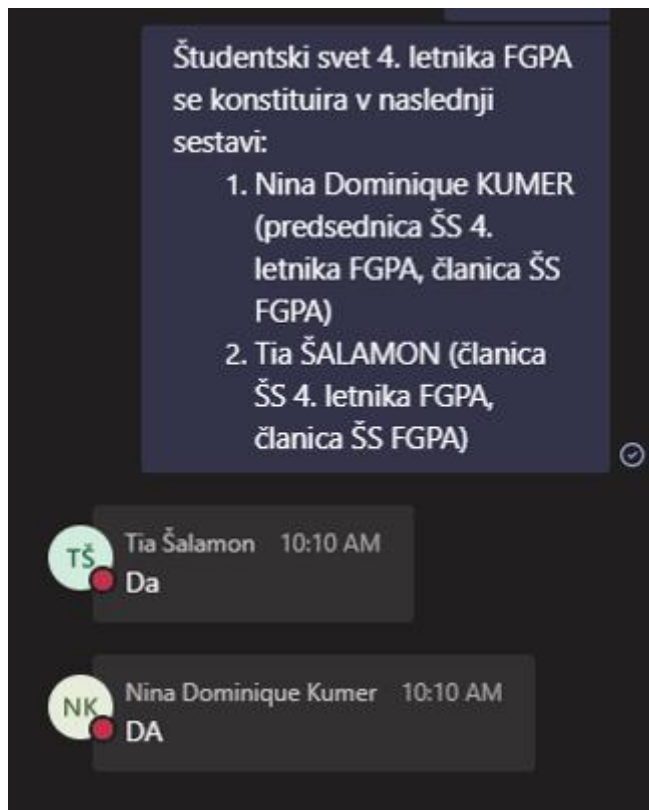 Študentski svet 4. letnika FGPA
se konstituira v naslednji
sestavi:
1. Nina Dominique KUMER
(predsednica ŠS 4.
letnika FGPA, članica ŠS
FGPA)
2. Tia ŠALAMON (članica
ŠS 4. letnika FGPA,
članica ŠS FGPA)
TŠ
Tia Šalamon 10:10 AM
Da
NK
Nina Dominique Kumer 10:10 AM
DA